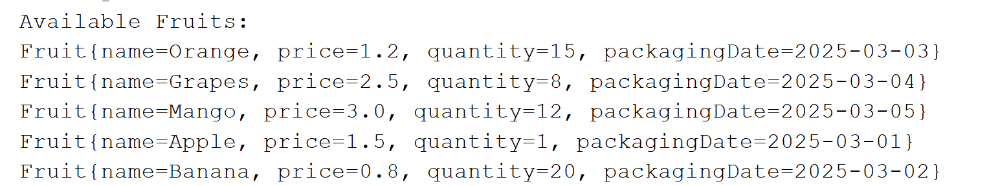 Available Fruits:
Fruit{name=Orange, price=1.2, quantity=15, packagingDate=2025-03-03}
Fruit{name=Grapes, price=2.5, quantity=8, packagingDate=2025-03-04}
Fruit{name=Mango, price=3.0, quantity=12, packagingDate=2025-03-05}
Fruit{name=Apple, price=1.5, quantity=1, packagingDate=2025-03-01}
Fruit{name=Banana, price=0.8, quantity=20, packagingDate=2025-03-02}